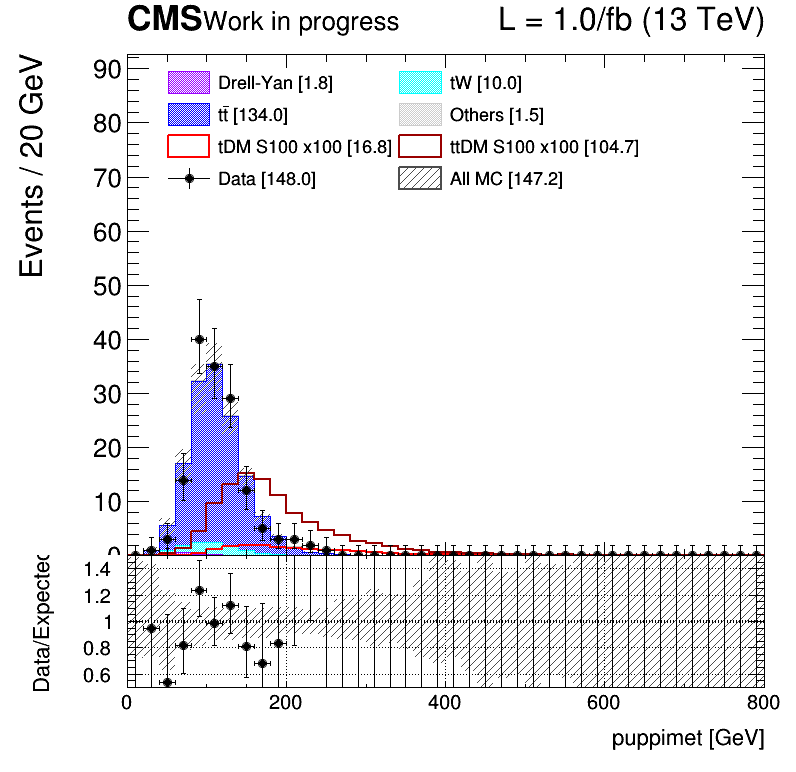 CMS Work in progress L = 1.0/fb (13 TeV)
Events / 20 GeV
90
80
70
60
50
40
30
20
10
0
Drell-Yan [1.8] tW [10.0]
tt̄ [134.0] Others [1.5]
tDM S100 x100 [16.8] ttDM S100 x100 [104.7]
Data [148.0] All MC [147.2]
Data/Expected
1.4
1.2
1
0.8
0.6
0 200 400 600 800
puppimet [GeV]